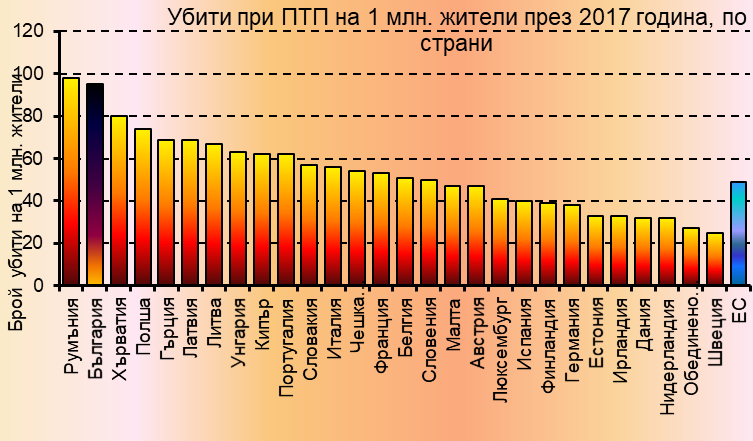 Убити при ПТП на 1 млн. жители през 2017 година, по
страни
Брой убити на 1 млн. жители
120
100
80
60
40
20
0
Румъния
България
Хърватия
Полша
Гърция
Латвия
Литва
Унгария
Кипър
Португалия
Словакия
Италия
Чешка…
Франция
Белгия
Словения
Малта
Австрия
Люксембург
Испания
Финландия
Германия
Естония
Ирландия
Дания
Нидерландия
Обединено…
Швеция
ЕС